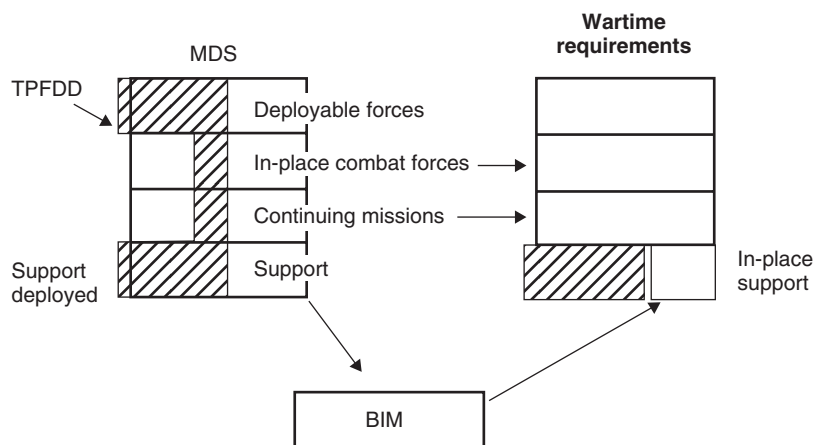 MDS
Wartime
requirements
TPFDD
Deployable forces
In-place combat forces
Continuing missions
Support
deployed
Support
In-place
support
BIM